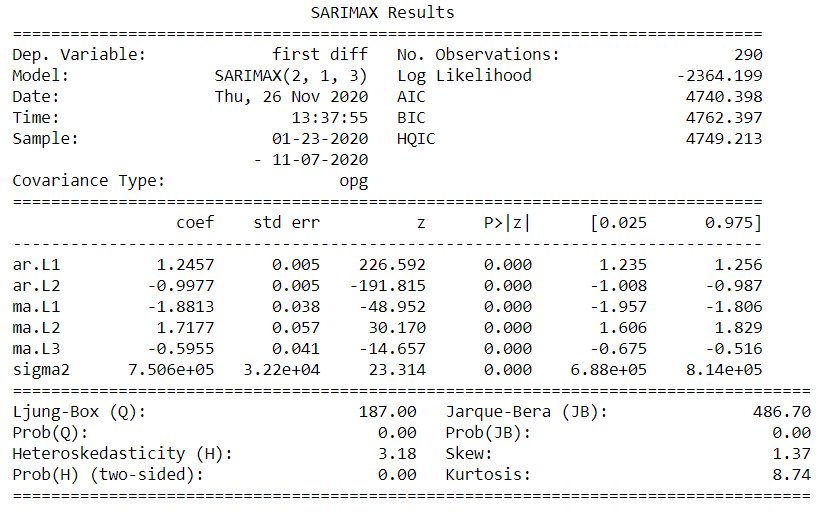 SARIMAX Results
==============================================================================
Dep. Variable: first diff No. Observations: 290
Model: SARIMAX(2, 1, 3) Log Likelihood -2364.199
Date: Thu, 26 Nov 2020 AIC 4740.398
Time: 13:37:55 BIC 4762.397
Sample: 01-23-2020 HQIC 4749.213
- 11-07-2020
Covariance Type: opg
==============================================================================
coef std err z P>|z| [0.025 0.975]
------------------------------------------------------------------------------
ar.L1 1.2457 0.005 226.592 0.000 1.235 1.256
ar.L2 -0.9977 0.005 -191.815 0.000 -1.008 -0.987
ma.L1 -1.8813 0.038 -48.952 0.000 -1.957 -1.806
ma.L2 1.7177 0.057 30.170 0.000 1.606 1.829
ma.L3 -0.5955 0.041 -14.657 0.000 -0.675 -0.516
sigma2 7.506e+05 3.22e+04 23.314 0.000 6.88e+05 8.14e+05
===================================================================================
Ljung-Box (Q): 187.00 Jarque-Bera (JB): 486.70
Prob(Q): 0.00 Prob(JB): 0.00
Heteroskedasticity (H): 3.18 Skew: 1.37
Prob(H) (two-sided): 0.00 Kurtosis: 8.74
===================================================================================